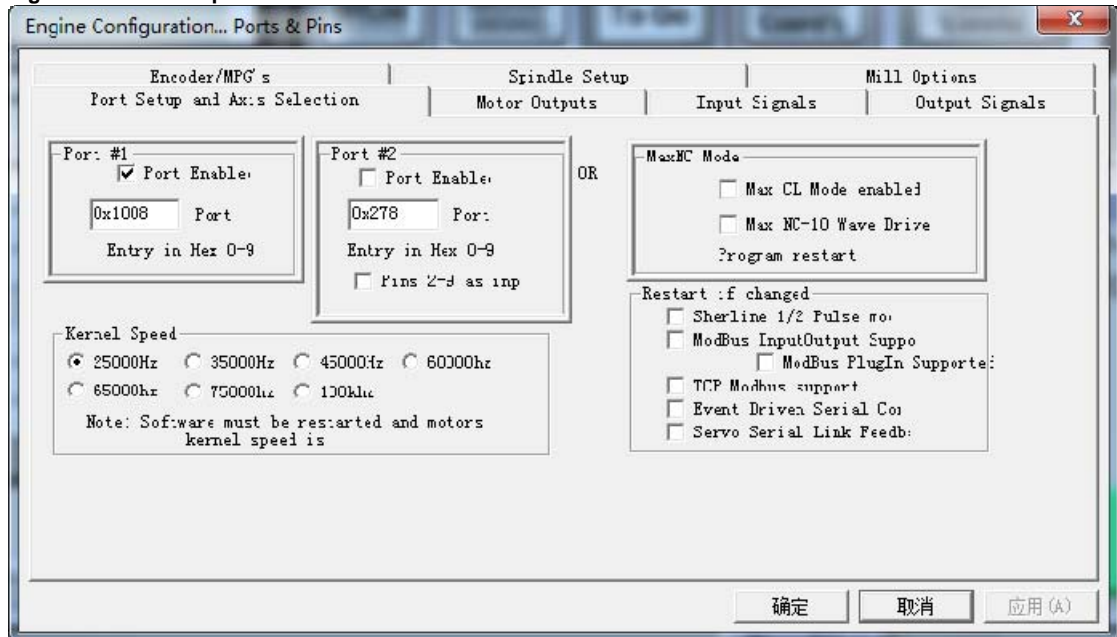 Engine Configuration... Ports & Pins
Encoder/MPG's Spindle Setup Mill Options
Port Setup and Axis Selection Motor Outputs Input Signals Output Signals
Port #1
Port Enable
0x1008 Port
Entry in Hex 0-9
Port #2
Port Enable
0x278 Port
Entry in Hex 0-9
Pins 2-9 as inp
OR
MaxNC Mode
Max CL Mode enabled
Max NC-10 Wave Drive
Program restart
Restart if changed
Sherline 1/2 Pulse mo
ModBus InputOutput Suppo
ModBus PlugIn Supported
TCP Modbus support
Event Driven Serial Co
Servo Serial Link Feedb
Kernel Speed
25000Hz 35000Hz 45000Hz 60000hz
65000hz 75000hz 100khz
Note: Software must be restarted and motors
kernel speed is
确定 取消 应用(A)